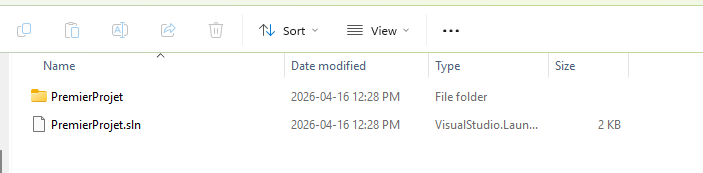 Sort View ...
Name Date modified Type Size
PremierProjet 2026-04-16 12:28 PM File folder
PremierProjet.sln 2026-04-16 12:28 PM VisualStudio.Laun... 2 KB